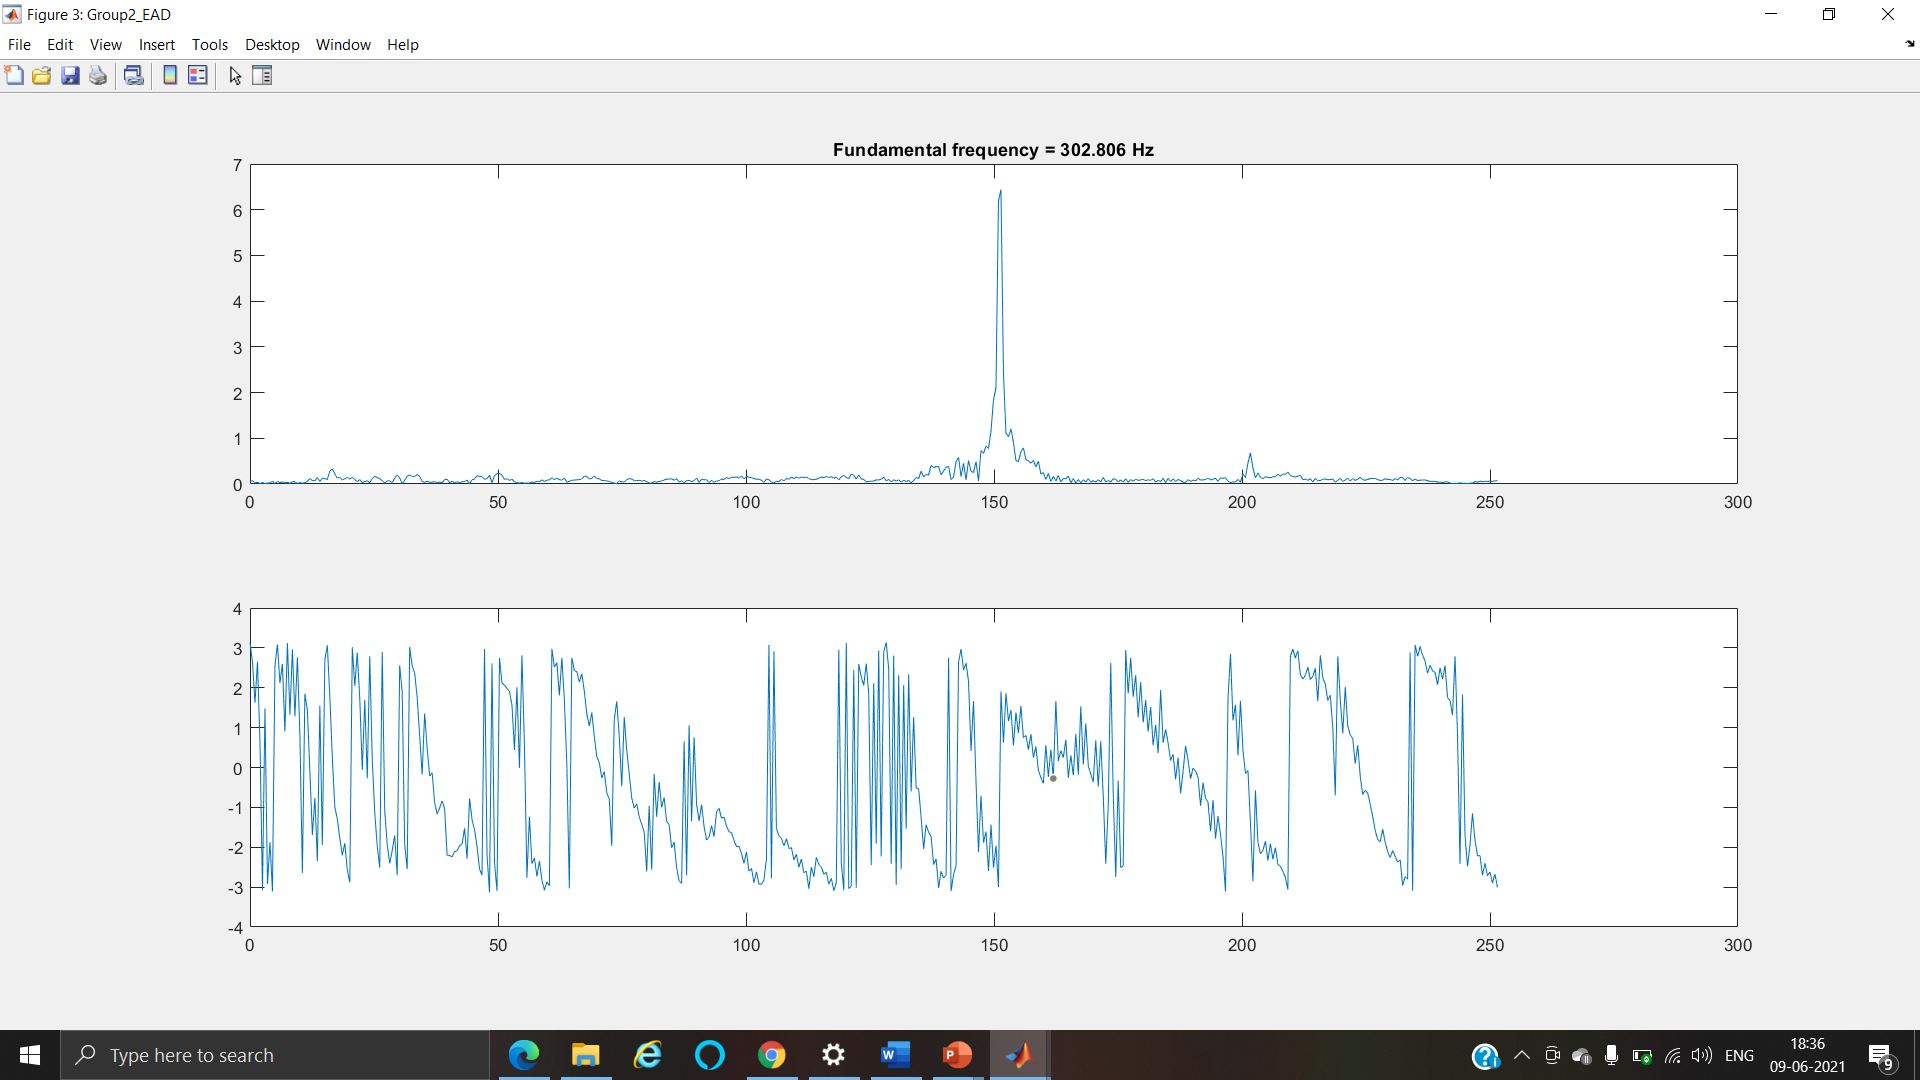 Figure 3: Group2_EAD
File Edit View Insert Tools Desktop Window Help
Fundamental frequency = 302.806 Hz
7
6
5
4
3
2
1
0
0 50 100 150 200 250 300
4
3
2
1
0
-1
-2
-3
-4
0 50 100 150 200 250 300
Type here to search
ENG
18:36
09-06-2021
9